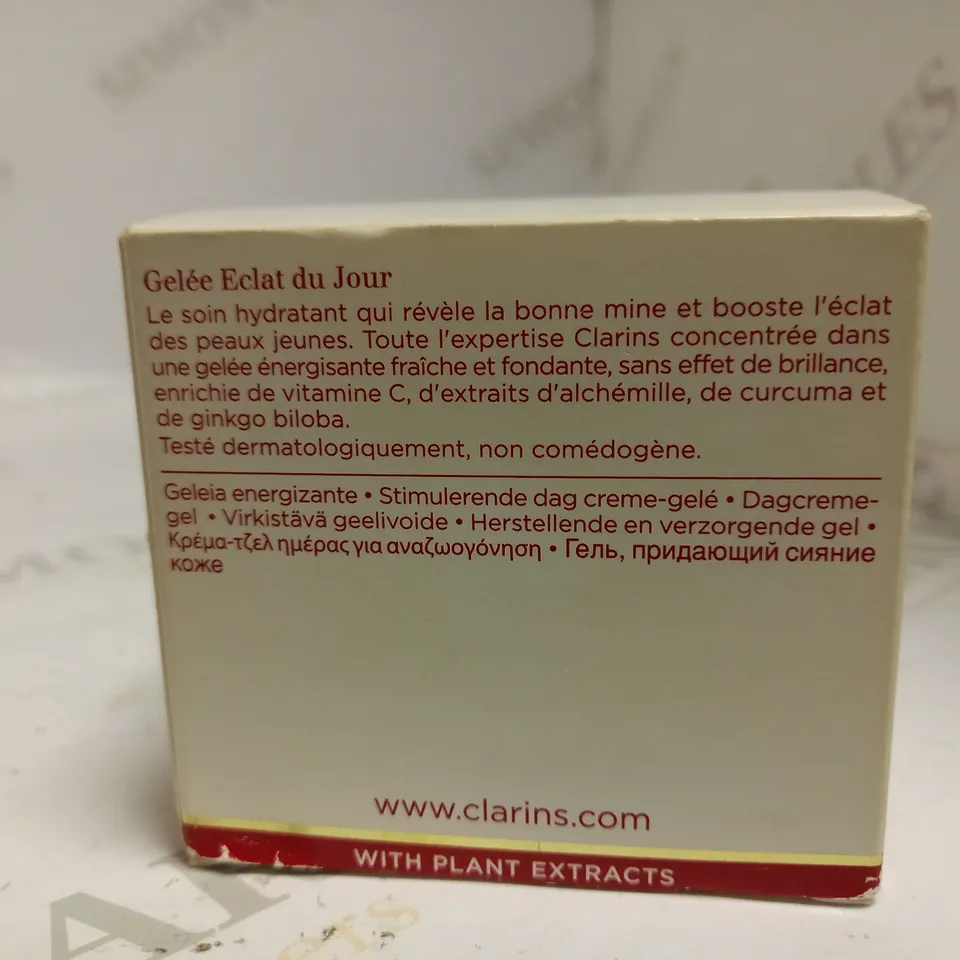 Gelée Eclat du Jour
Le soin hydratant qui révèle la bonne mine et booste l'éclat
des peaux jeunes. Toute l'expertise Clarins concentrée dans
une gelée énergisante fraîche et fondante, sans effet de brillance,
enrichie de vitamine C, d'extraits d'alchémille, de curcuma et
de ginkgo biloba.
Testé dermatologiquement, non comédogène.
Geleia energizante • Stimulerende dag creme-gelé • Dagcreme-
gel • Virkistävä geelivoide • Herstellende en verzorgende gel •
Κρέμα-τζελ ημέρας για αναζωογόνηση • Гель, придающий сияние
коже
www.clarins.com
WITH PLANT EXTRACTS